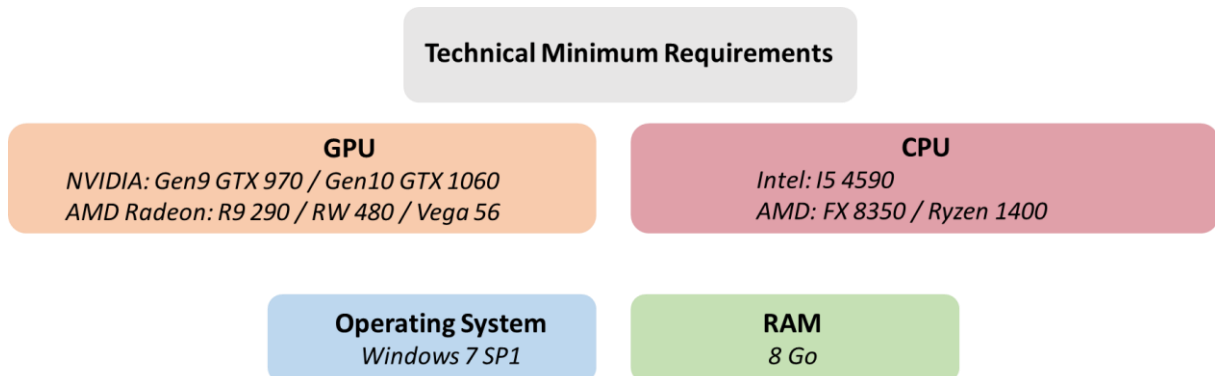 Technical Minimum Requirements
GPU
NVIDIA: Gen9 GTX 970 / Gen10 GTX 1060
AMD Radeon: R9 290 / RW 480 / Vega 56
CPU
Intel: I5 4590
AMD: FX 8350 / Ryzen 1400
Operating System
Windows 7 SP1
RAM
8 Go